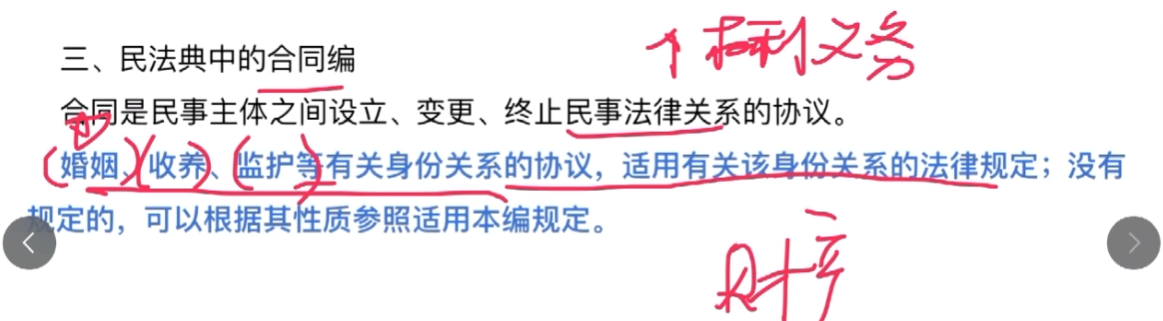 个权利义务
三、民法典中的合同编
合同是民事主体之间设立、变更、终止民事法律关系的协议。
婚姻、收养、监护等有关身份关系的协议，适用有关该身份关系的法律规定；没有
规定的，可以根据其性质参照适用本编规定。
财产